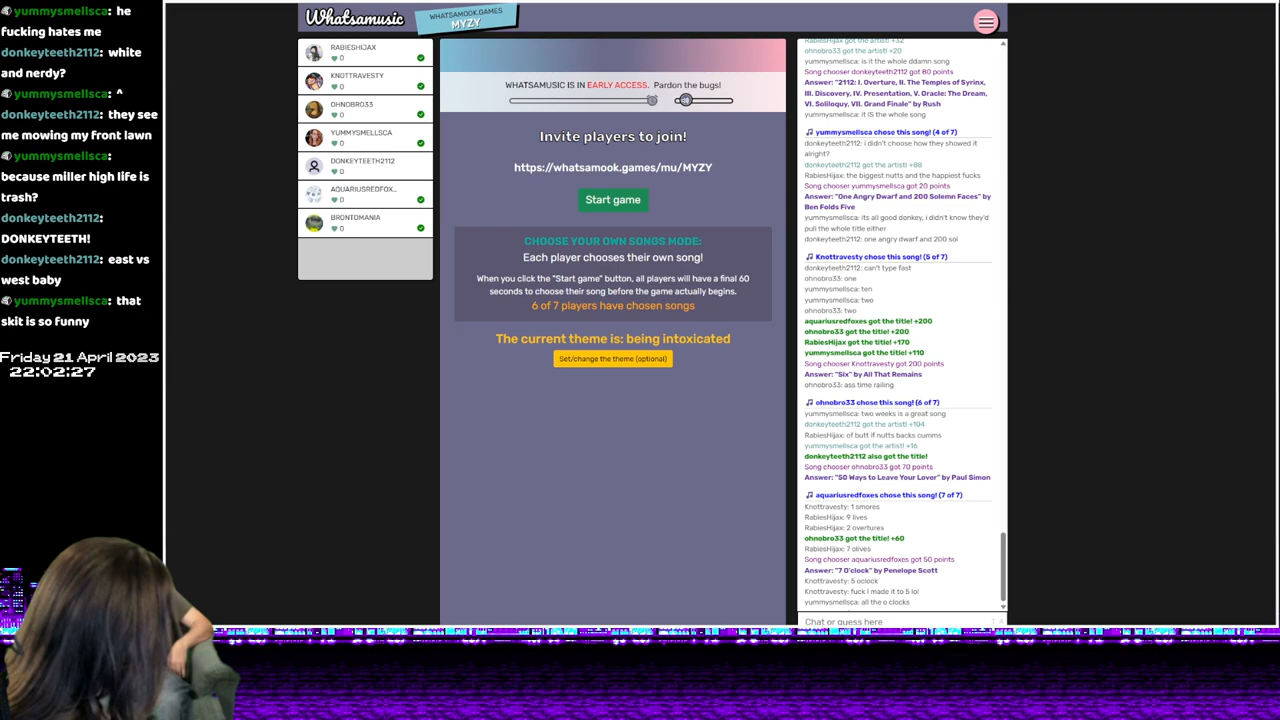 yummysmellsca: he
fucking hates me
donkeyteeth2112: uwu
and nerdy?
yummysmellsca: ^
donkeyteeth2112: they see
me mowing my front lawn
yummysmellsca:
because miller high life is
trash?
donkeyteeth2112:
DONKEYTEETH!
donkeyteeth2112: east vs
west baby
yummysmellsca: that
skit is so funny
Friday 21 April '23
22:02:27
Whatsamusic
WHATSAMOOK.GAMES
MYZY
RABIESHIJAX
0
KNOTTRAVESTY
0
OHNOBRO33
0
YUMMYSMELLSCA
0
DONKEYTEETH2112
0
AQUARIUSREDFOX...
0
BRONTOMANIA
0
WHATSAMUSIC IS IN EARLY ACCESS. Pardon the bugs!
Invite players to join!
https://whatsamook.games/mu/MYZY
Start game
CHOOSE YOUR OWN SONGS MODE:
Each player chooses their own song!
When you click the "Start game" button, all players will have a final 60
seconds to choose their song before the game actually begins.
6 of 7 players have chosen songs
The current theme is: being intoxicated
Set/change the theme (optional)
RabiesHijax got the artist! +32
ohnobro33 got the artist! +20
yummysmellsca: is it the whole ddamn song
Song chooser donkeyteeth2112 got 80 points
Answer: "2112: I. Overture, II. The Temples of Syrinx,
III. Discovery, IV. Presentation, V. Oracle: The Dream,
VI. Soliloquy, VII. Grand Finale" by Rush
yummysmellsca: it IS the whole song
yummysmellsca chose this song! (4 of 7)
donkeyteeth2112: i didn't choose how they showed it
alright?
donkeyteeth2112 got the artist! +88
RabiesHijax: the biggest nutts and the happiest fucks
Song chooser yummysmellsca got 20 points
Answer: "One Angry Dwarf and 200 Solemn Faces" by
Ben Folds Five
yummysmellsca: its all good donkey, i didn't know they'd
pull the whole title either
donkeyteeth2112: one angry dwarf and 200 sol
Knottravesty chose this song! (5 of 7)
donkeyteeth2112: can't type fast
ohnobro33: one
yummysmellsca: ten
yummysmellsca: two
ohnobro33: two
aquariusredfoxes got the title! +200
ohnobro33 got the title! +200
RabiesHijax got the title! +170
yummysmellsca got the title! +110
Song chooser Knottravesty got 200 points
Answer: "Six" by All That Remains
ohnobro33: ass time railing
ohnobro33 chose this song! (6 of 7)
yummysmellsca: two weeks is a great song
donkeyteeth2112 got the artist! +104
RabiesHijax: of butt if nutts backs cumms
yummysmellsca got the artist! +16
donkeyteeth2112 also got the title!
Song chooser ohnobro33 got 70 points
Answer: "50 Ways to Leave Your Lover" by Paul Simon
aquariusredfoxes chose this song! (7 of 7)
Knottravesty: 1 smores
RabiesHijax: 9 lives
RabiesHijax: 2 overtures
ohnobro33 got the title! +60
RabiesHijax: 7 olives
Song chooser aquariusredfoxes got 50 points
Answer: "7 O'clock" by Penelope Scott
Knottravesty: 5 oclock
Knottravesty: fuck I made it to 5 lol
yummysmellsca: all the o clocks
Chat or guess here